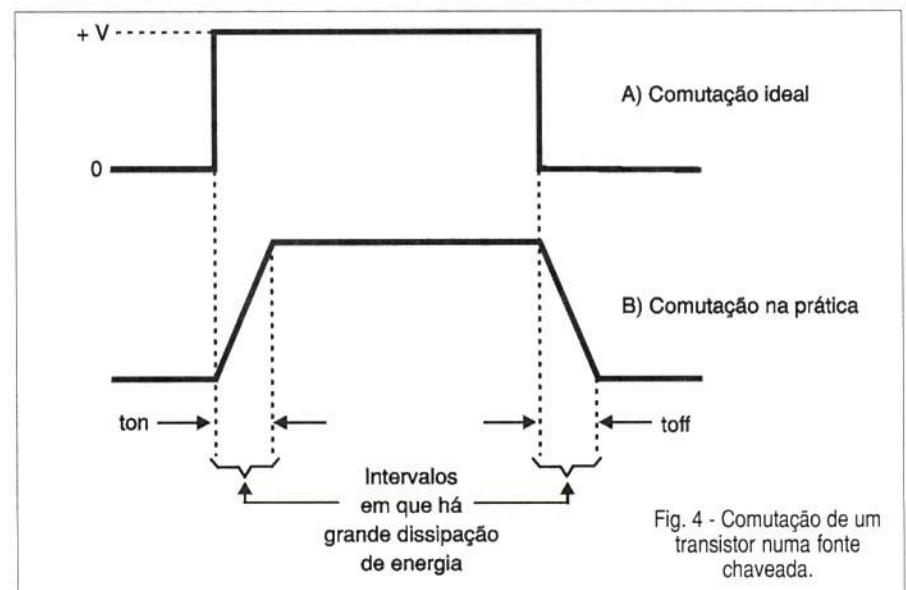 + V
A) Comutação ideal
0
B) Comutação na prática
ton
toff
Intervalos
em que há
grande dissipação
de energia
Fig. 4 - Comutação de um
transistor numa fonte
chaveada.